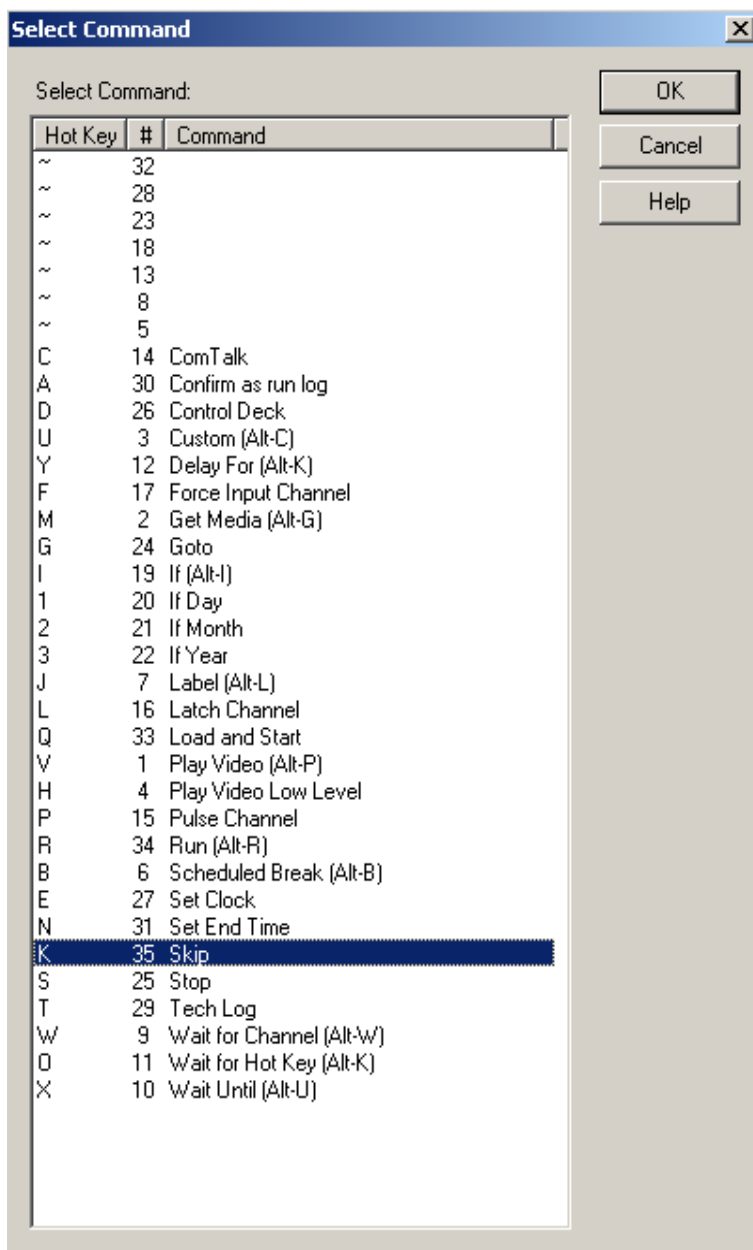 Select Command
Select Command:
OK
Cancel
Help
Hot Key # Command
~ 32
~ 28
~ 23
~ 18
~ 13
~ 8
~ 5
C 14 ComTalk
A 30 Confirm as run log
D 26 Control Deck
U 3 Custom (Alt-C)
Y 12 Delay For (Alt-K)
F 17 Force Input Channel
M 2 Get Media (Alt-G)
G 24 Goto
I 19 If (Alt-I)
1 20 If Day
2 21 If Month
3 22 If Year
J 7 Label (Alt-L)
L 16 Latch Channel
Q 33 Load and Start
V 1 Play Video (Alt-P)
H 4 Play Video Low Level
P 15 Pulse Channel
R 34 Run (Alt-R)
B 6 Scheduled Break (Alt-B)
E 27 Set Clock
N 31 Set End Time
K 35 Skip
S 25 Stop
T 29 Tech Log
W 9 Wait for Channel (Alt-W)
O 11 Wait for Hot Key (Alt-K)
X 10 Wait Until (Alt-U)